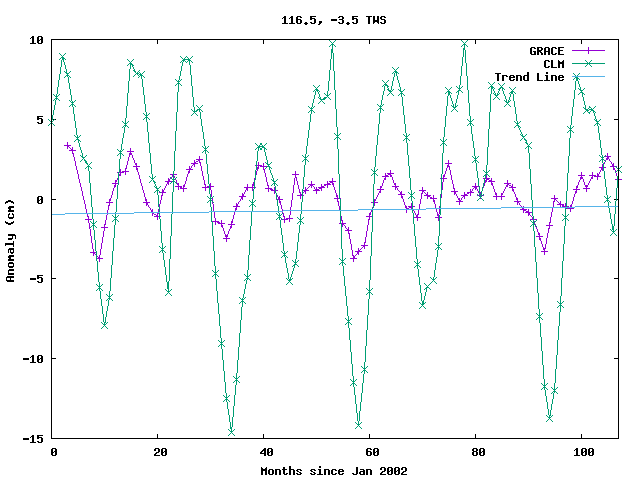 116.5, -3.5 TWS
GRACE
CLM
Trend Line
10
5
0
-5
-10
-15
Anomaly (cm)
0 20 40 60 80 100
Months since Jan 2002